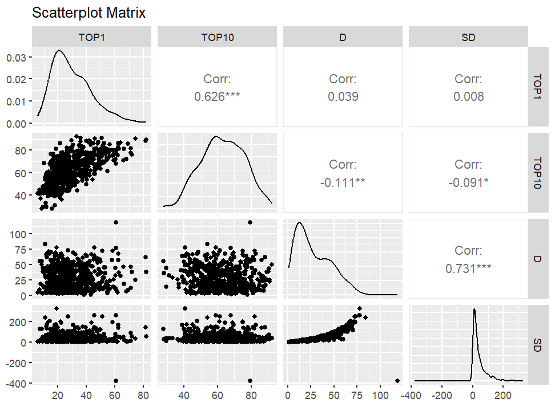 Scatterplot Matrix
TOP1 TOP10 D SD
0.03
0.02
0.01
0.00
Corr:
0.626***
Corr:
0.039
Corr:
0.008
TOP1
80
60
40
Corr:
-0.111**
Corr:
-0.091*
TOP10
100
75
50
25
0
Corr:
0.731***
D
200
0
-200
-400
SD
20 40 60 80 40 60 80 0 25 50 75 100 -400 -200 0 200